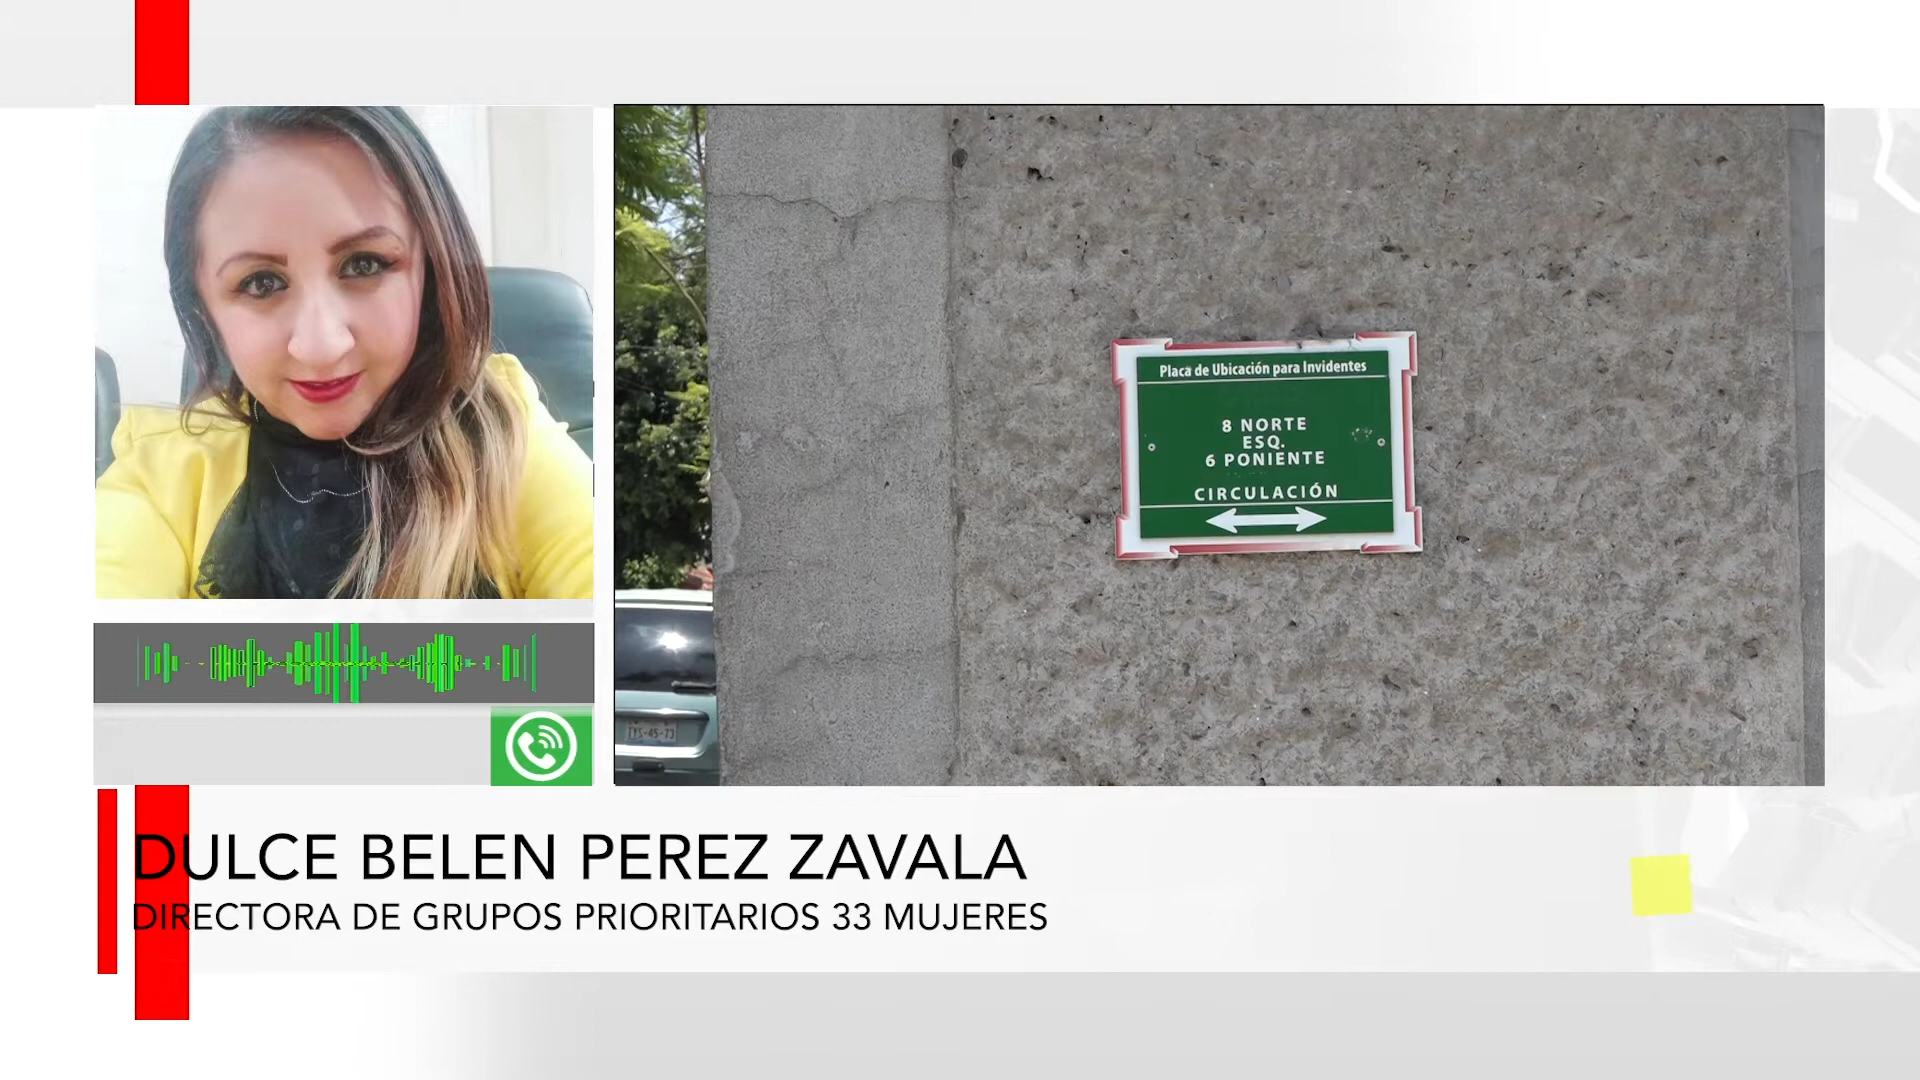 Placa de Ubicación para Invidentes
8 NORTE
ESQ.
6 PONIENTE
CIRCULACIÓN
DULCE BELEN PEREZ ZAVALA
DIRECTORA DE GRUPOS PRIORITARIOS 33 MUJERES